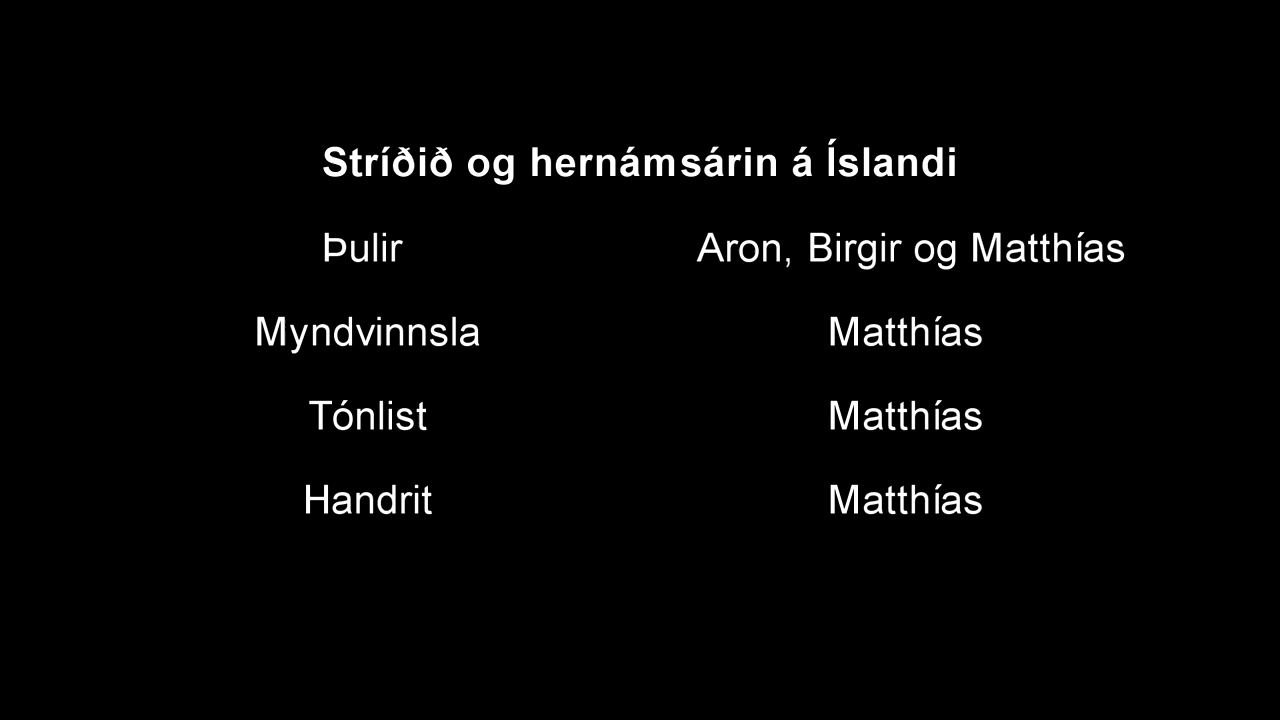 Stríðið og hernámsárin á Íslandi
Þulir Aron, Birgir og Matthías
Myndvinnsla Matthías
Tónlist Matthías
Handrit Matthías